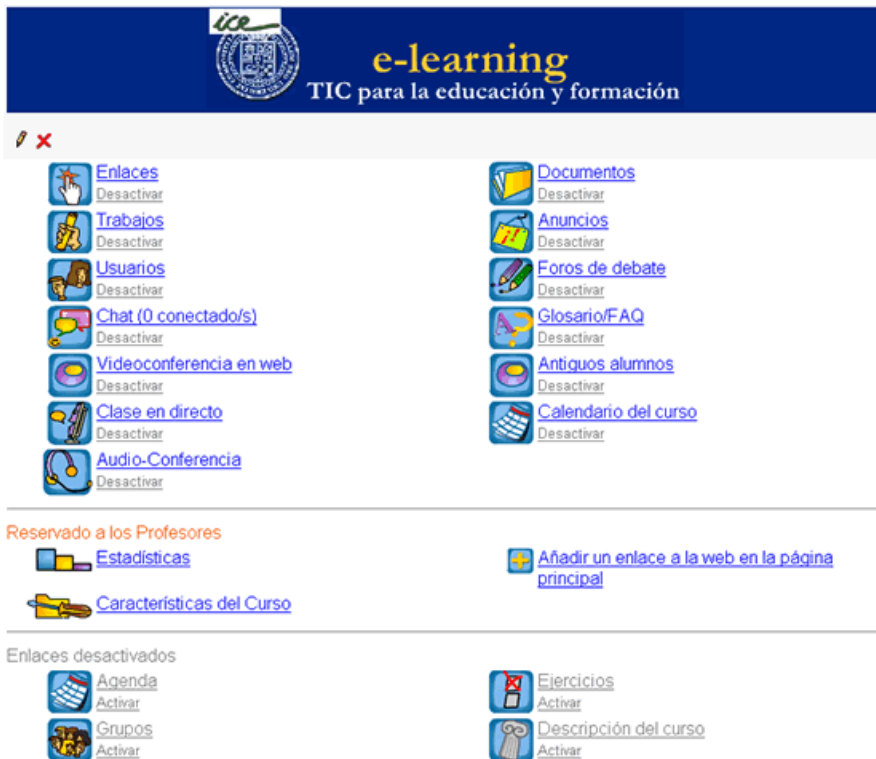 ice
e-learning
TIC para la educación y formación
Enlaces
Desactivar
Documentos
Desactivar
Trabajos
Desactivar
Anuncios
Desactivar
Usuarios
Desactivar
Foros de debate
Desactivar
Chat (0 conectado/s)
Desactivar
Glosario/FAQ
Desactivar
Videoconferencia en web
Desactivar
Antiguos alumnos
Desactivar
Clase en directo
Desactivar
Calendario del curso
Desactivar
Audio-Conferencia
Desactivar
Reservado a los Profesores
Estadísticas
Añadir un enlace a la web en la página
principal
Características del Curso
Enlaces desactivados
Agenda
Activar
Ejercicios
Activar
Grupos
Activar
Descripción del curso
Activar